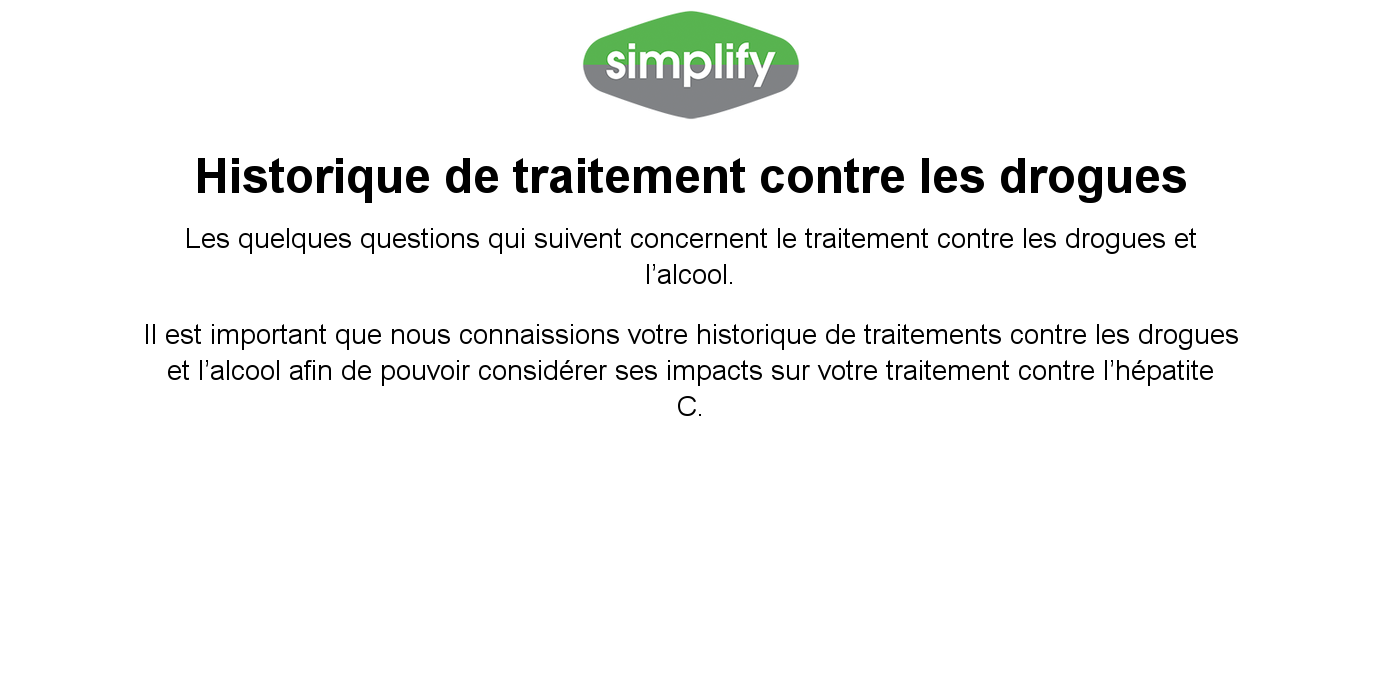 simplify
Historique de traitement contre les drogues
Les quelques questions qui suivent concernent le traitement contre les drogues et
l’alcool.
Il est important que nous connaissions votre historique de traitements contre les drogues
et l’alcool afin de pouvoir considérer ses impacts sur votre traitement contre l’hépatite
C.